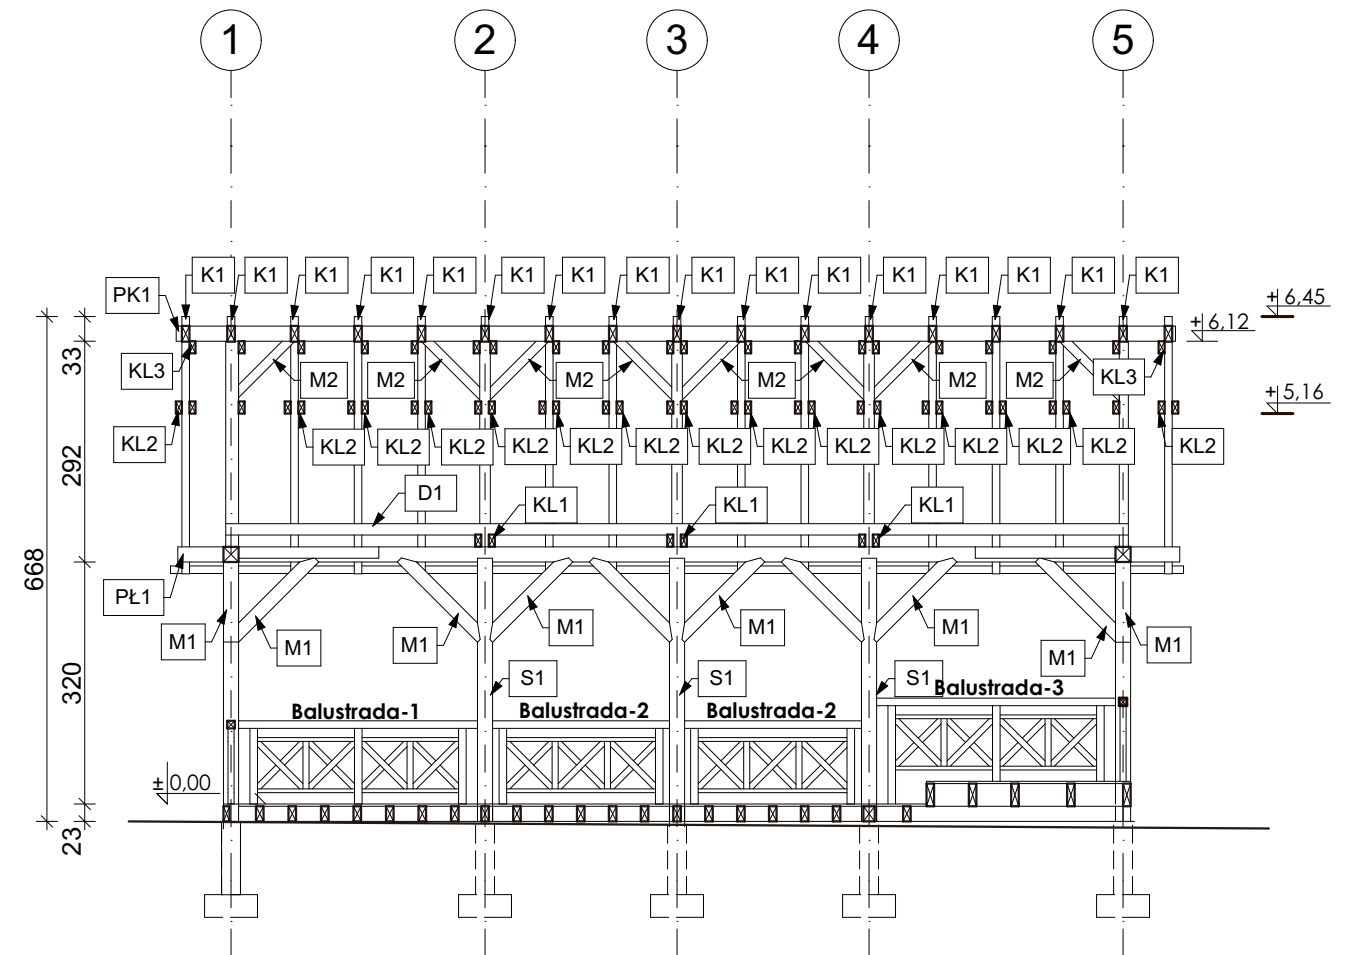 1 2 3 4 5
K1 K1 K1 K1 K1 K1 K1 K1 K1 K1 K1 K1 K1 K1 K1 K1
PK1
± 6,45
± 6,12
33
KL3 M2 M2 M2 M2 M2 M2 KL3
± 5,16
KL2 KL2 KL2 KL2 KL2 KL2 KL2 KL2 KL2 KL2 KL2 KL2 KL2 KL2 KL2
292
D1 KL1 KL1 KL1
668
PŁ1
M1 M1 M1 M1 M1 M1 M1 M1
320
S1 S1 S1
Balustrada-3
Balustrada-1 Balustrada-2 Balustrada-2
± 0,00
23